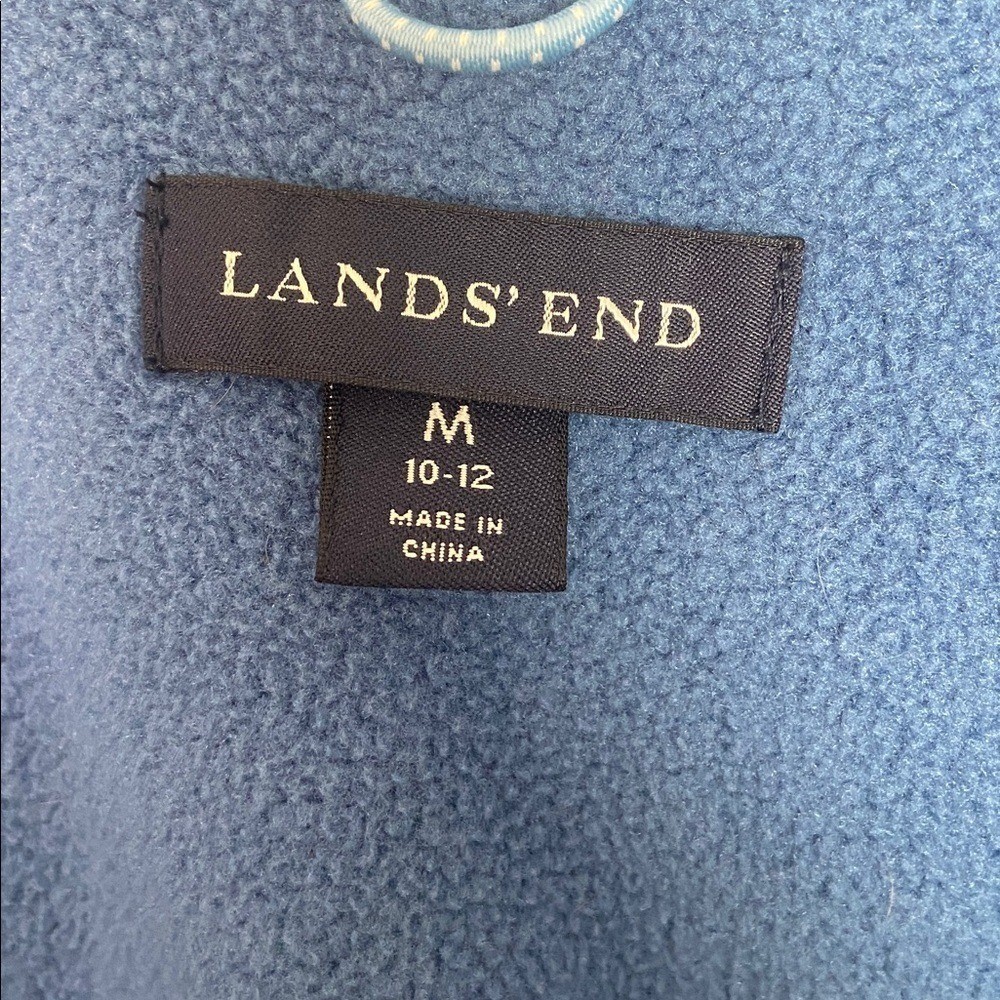 LANDS' END
M
10-12
MADE IN
CHINA